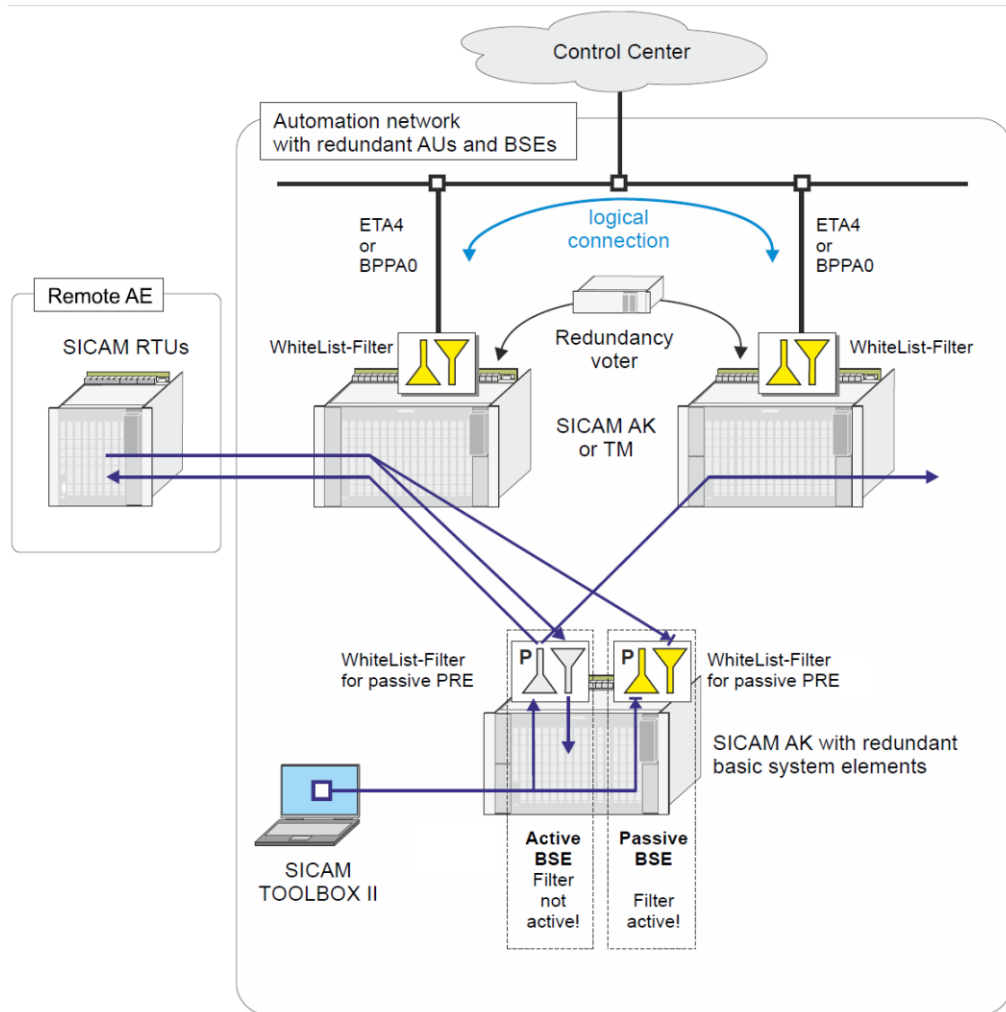 Control Center
Automation network
with redundant AUs and BSEs
ETA4
or
BPPA0
logical
connection
ETA4
or
BPPA0
Remote AE
SICAM RTUs
WhiteList-Filter
Redundancy
voter
WhiteList-Filter
SICAM AK
or TM
WhiteList-Filter
for passive PRE
P
P
WhiteList-Filter
for passive PRE
SICAM AK with redundant
basic system elements
SICAM
TOOLBOX II
Active
BSE
Filter
not
active!
Passive
BSE
Filter
active!